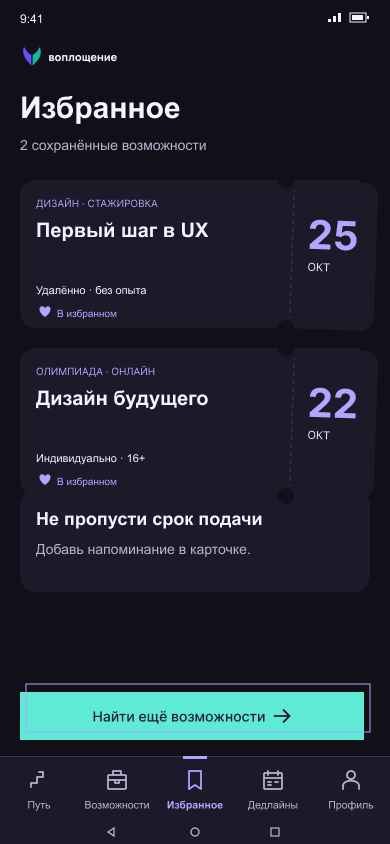 9:41
воплощение
Избранное
2 сохранённые возможности
ДИЗАЙН · СТАЖИРОВКА
Первый шаг в UX
25
ОКТ
Удалённо · без опыта
В избранном
ОЛИМПИАДА · ОНЛАЙН
Дизайн будущего
22
ОКТ
Индивидуально · 16+
В избранном
Не пропусти срок подачи
Добавь напоминание в карточке.
Найти ещё возможности →
Путь
Возможности
Избранное
Дедлайны
Профиль